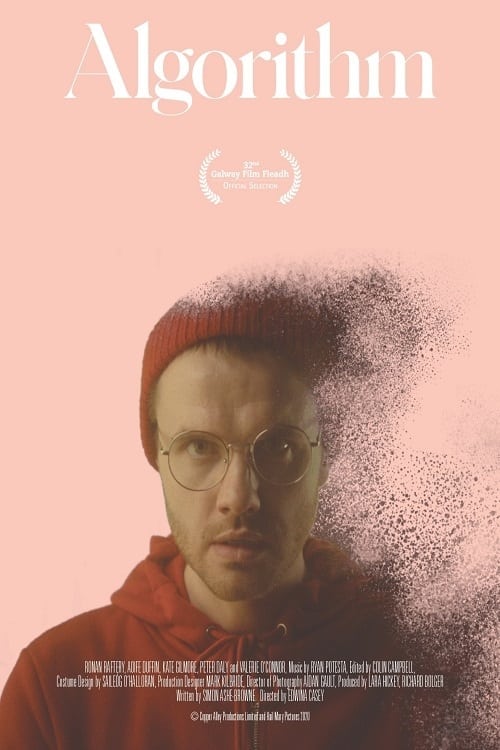 Algorithm
32nd
Galway Film Fleadh
Official Selection
RONAN RAFTERY, AOIFE DUFFIN, KATE GILMORE, PETER DALY and VALERIE O'CONNOR, Music by RYAN POTESTA, Edited by COLIN CAMPBELL,
Costume Design by SAILEÓG O'HALLORAN, Production Designer MARK KILBRIDE, Director of Photography AIDAN GAULT, Produced by LARA HICKEY, RICHARD BOLGER
Written by SIMON ASHE-BROWNE Directed by EDWINA CASEY
© Copper Alley Productions Limited and Hail Mary Pictures 2020